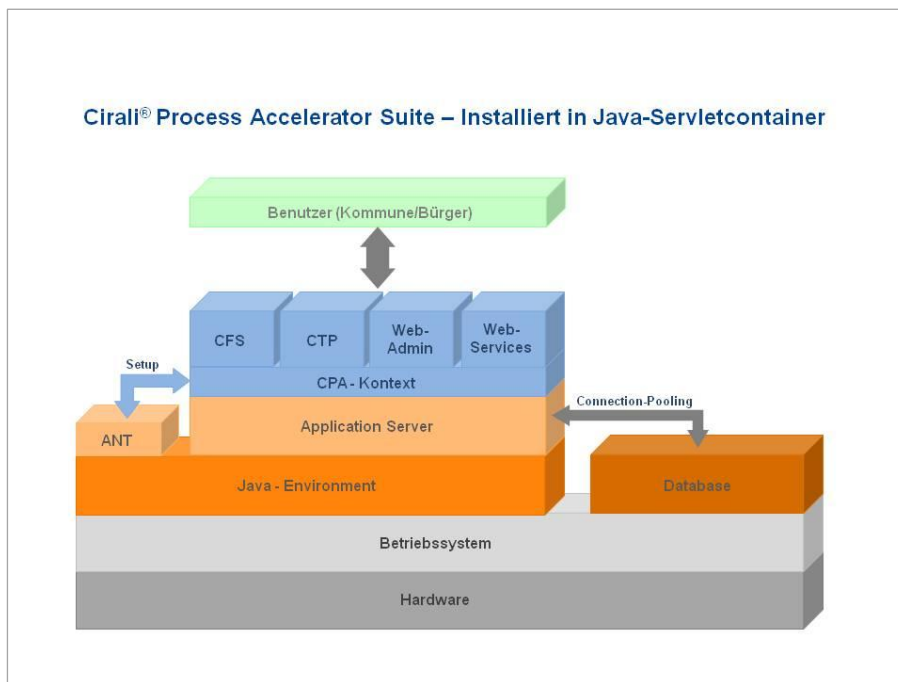 Cirali® Process Accelerator Suite – Installiert in Java-Servletcontainer
Benutzer (Kommune/Bürger)
CFS
CTP
Web-
Admin
Web-
Services
Setup
CPA - Kontext
Connection-Pooling
ANT
Application Server
Java - Environment
Database
Betriebssystem
Hardware